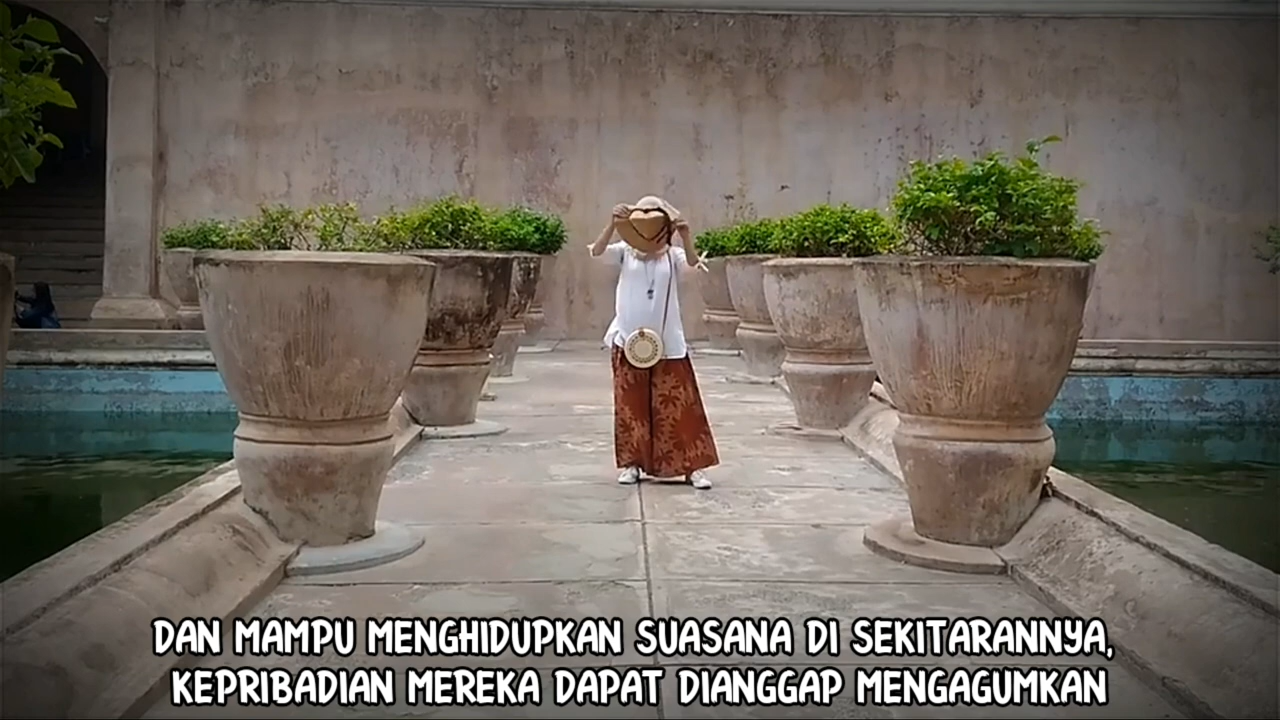 DAN MAMPU MENGHIDUPKAN SUASANA DI SEKITARANNYA,
KEPRIBADIAN MEREKA DAPAT DIANGGAP MENGAGUMKAN